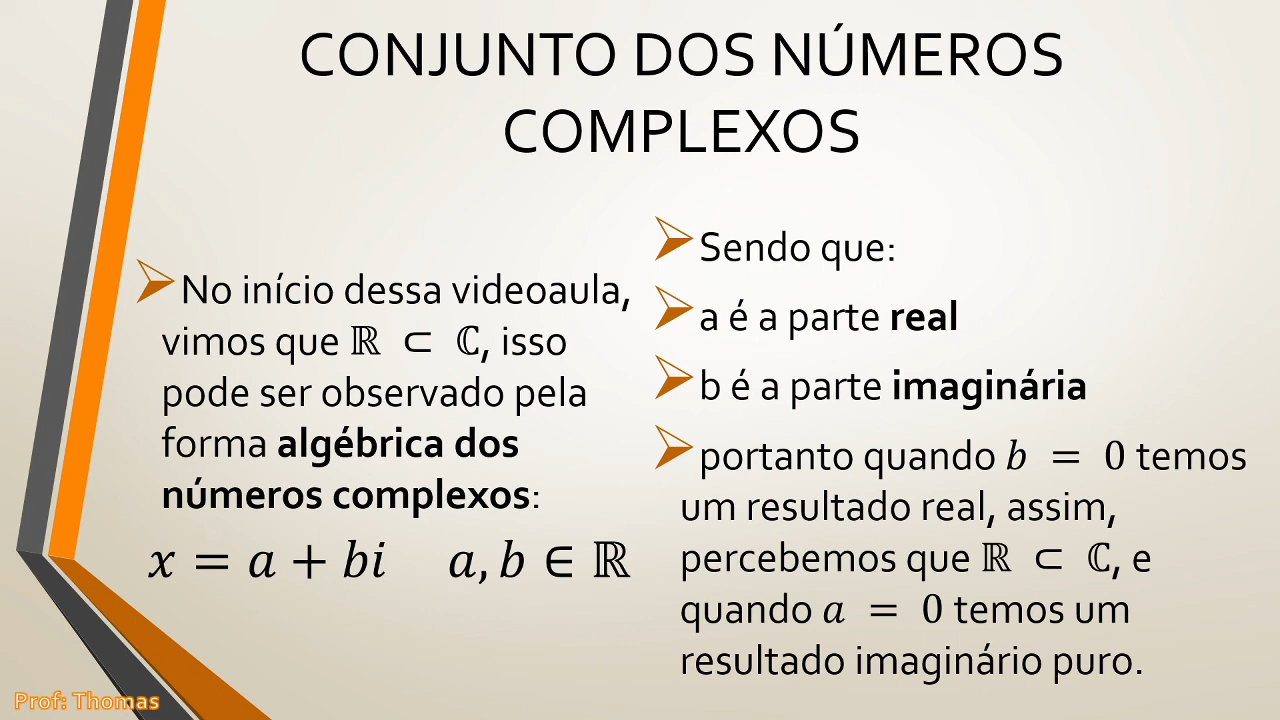 CONJUNTO DOS NÚMEROS
COMPLEXOS
No início dessa videoaula,
vimos que ℝ ⊂ ℂ, isso
pode ser observado pela
forma algébrica dos
números complexos:
x = a + bi a, b ∈ ℝ
Sendo que:
a é a parte real
b é a parte imaginária
portanto quando b = 0 temos
um resultado real, assim,
percebemos que ℝ ⊂ ℂ, e
quando a = 0 temos um
resultado imaginário puro.
Prof: Thomas